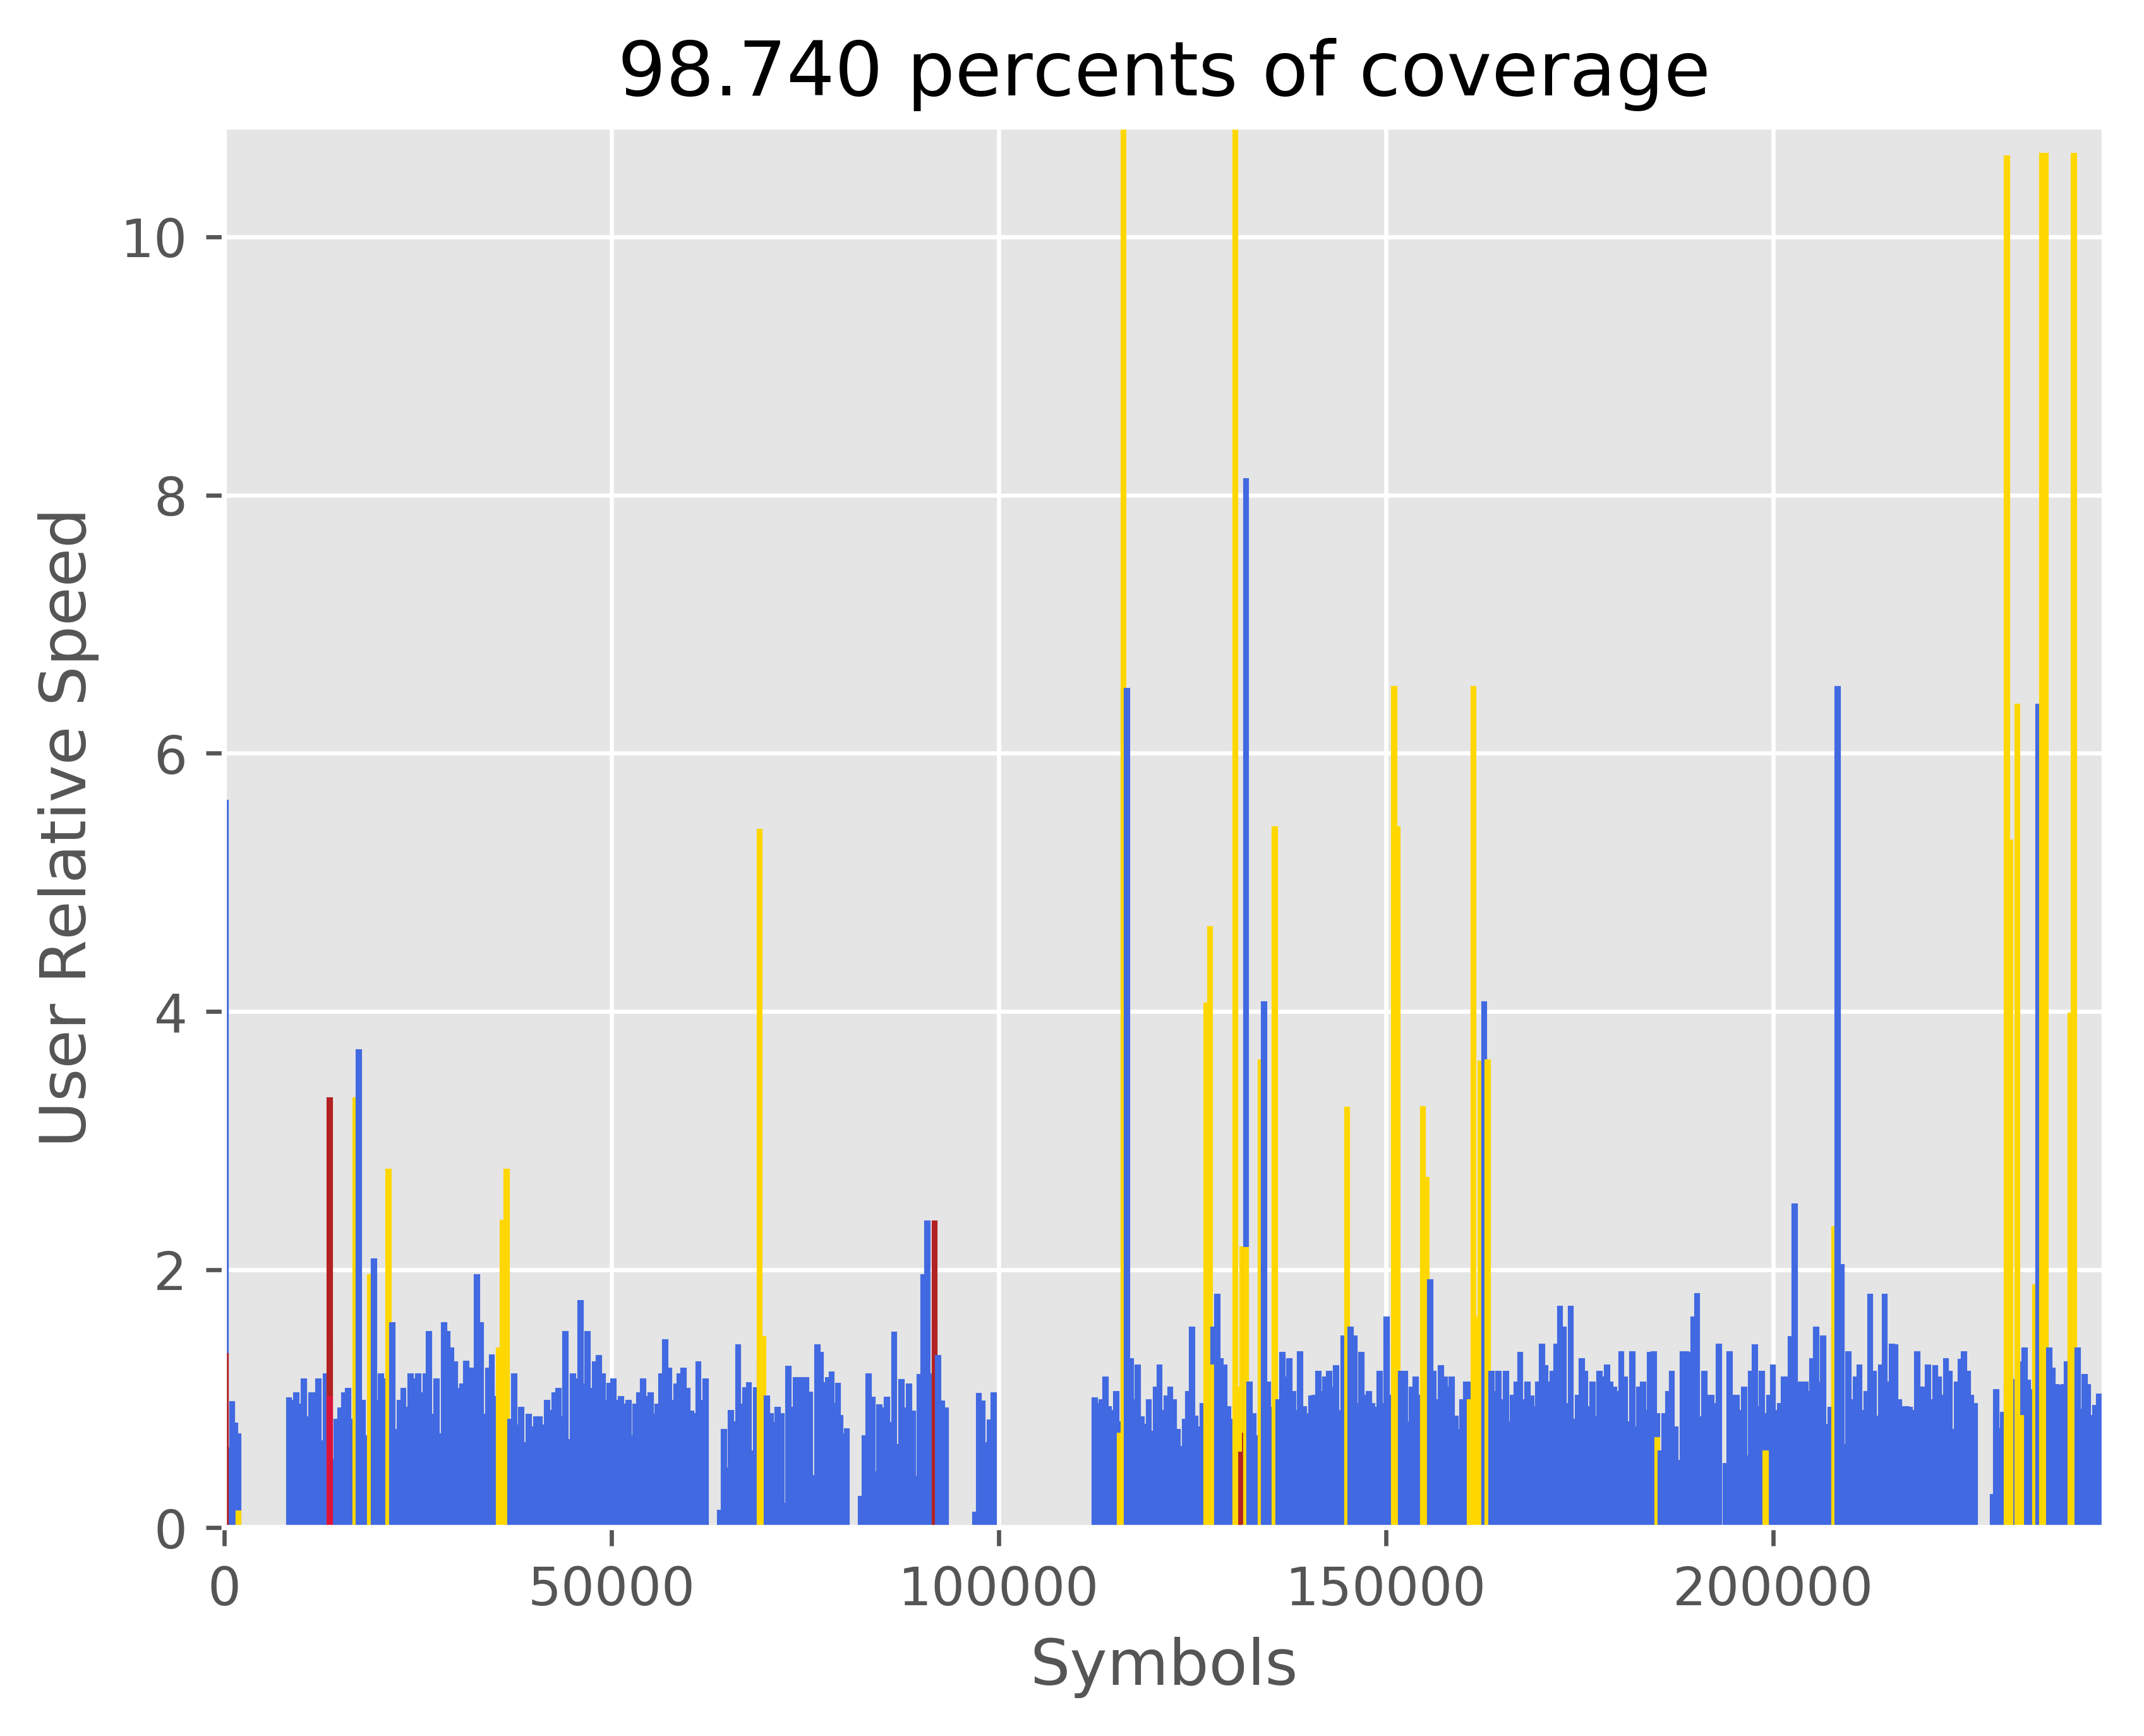 98.740 percents of coverage
10
8
6
4
2
0
User Relative Speed
0 50000 100000 150000 200000
Symbols